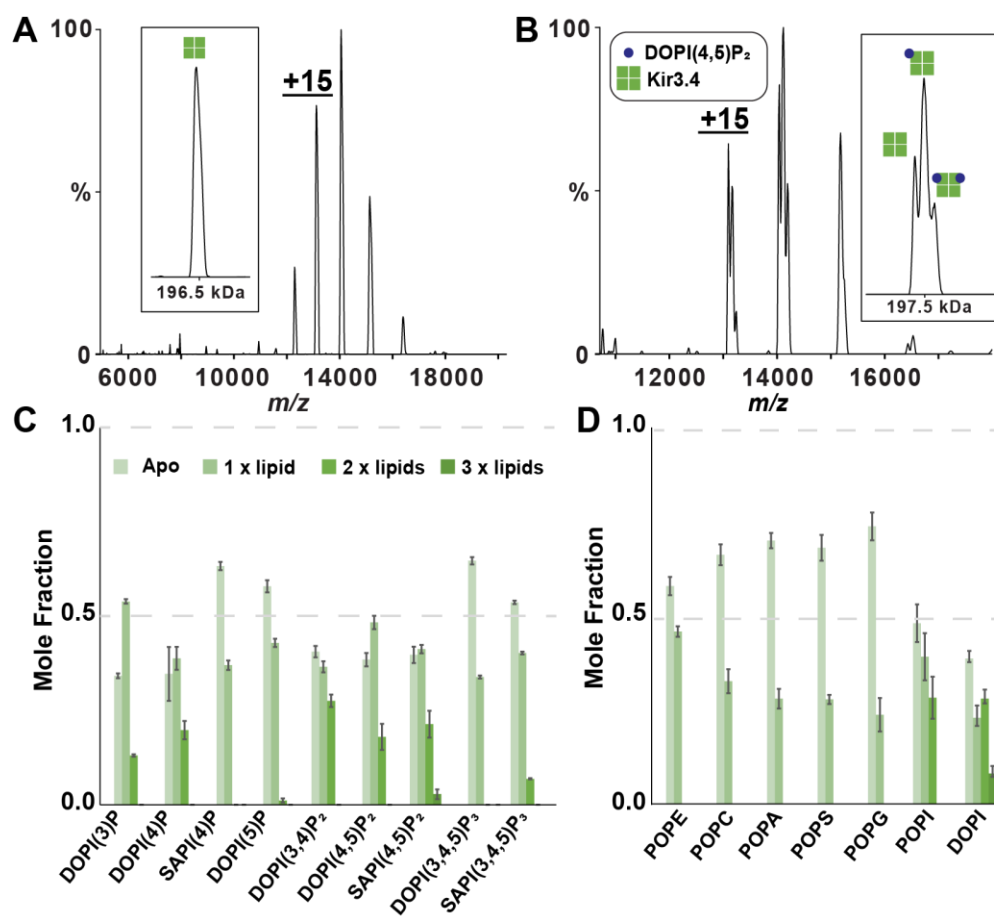 A
100
%
0
+15
196.5 kDa
6000 10000 14000 18000
m/z
B
100
%
0
DOPI(4,5)P₂
Kir3.4
+15
197.5 kDa
12000 14000 16000
m/z
C
1.0
0.5
0.0
Mole Fraction
Apo 1 x lipid 2 x lipids 3 x lipids
DOPI(3)P
DOPI(4)P
SAPI(4)P
DOPI(5)P
DOPI(3,4)P₂
DOPI(4,5)P₂
SAPI(4,5)P₂
DOPI(3,4,5)P₃
SAPI(3,4,5)P₃
D
1.0
0.5
0.0
Mole Fraction
POPE
POPC
POPA
POPS
POPG
POPI
DOPI